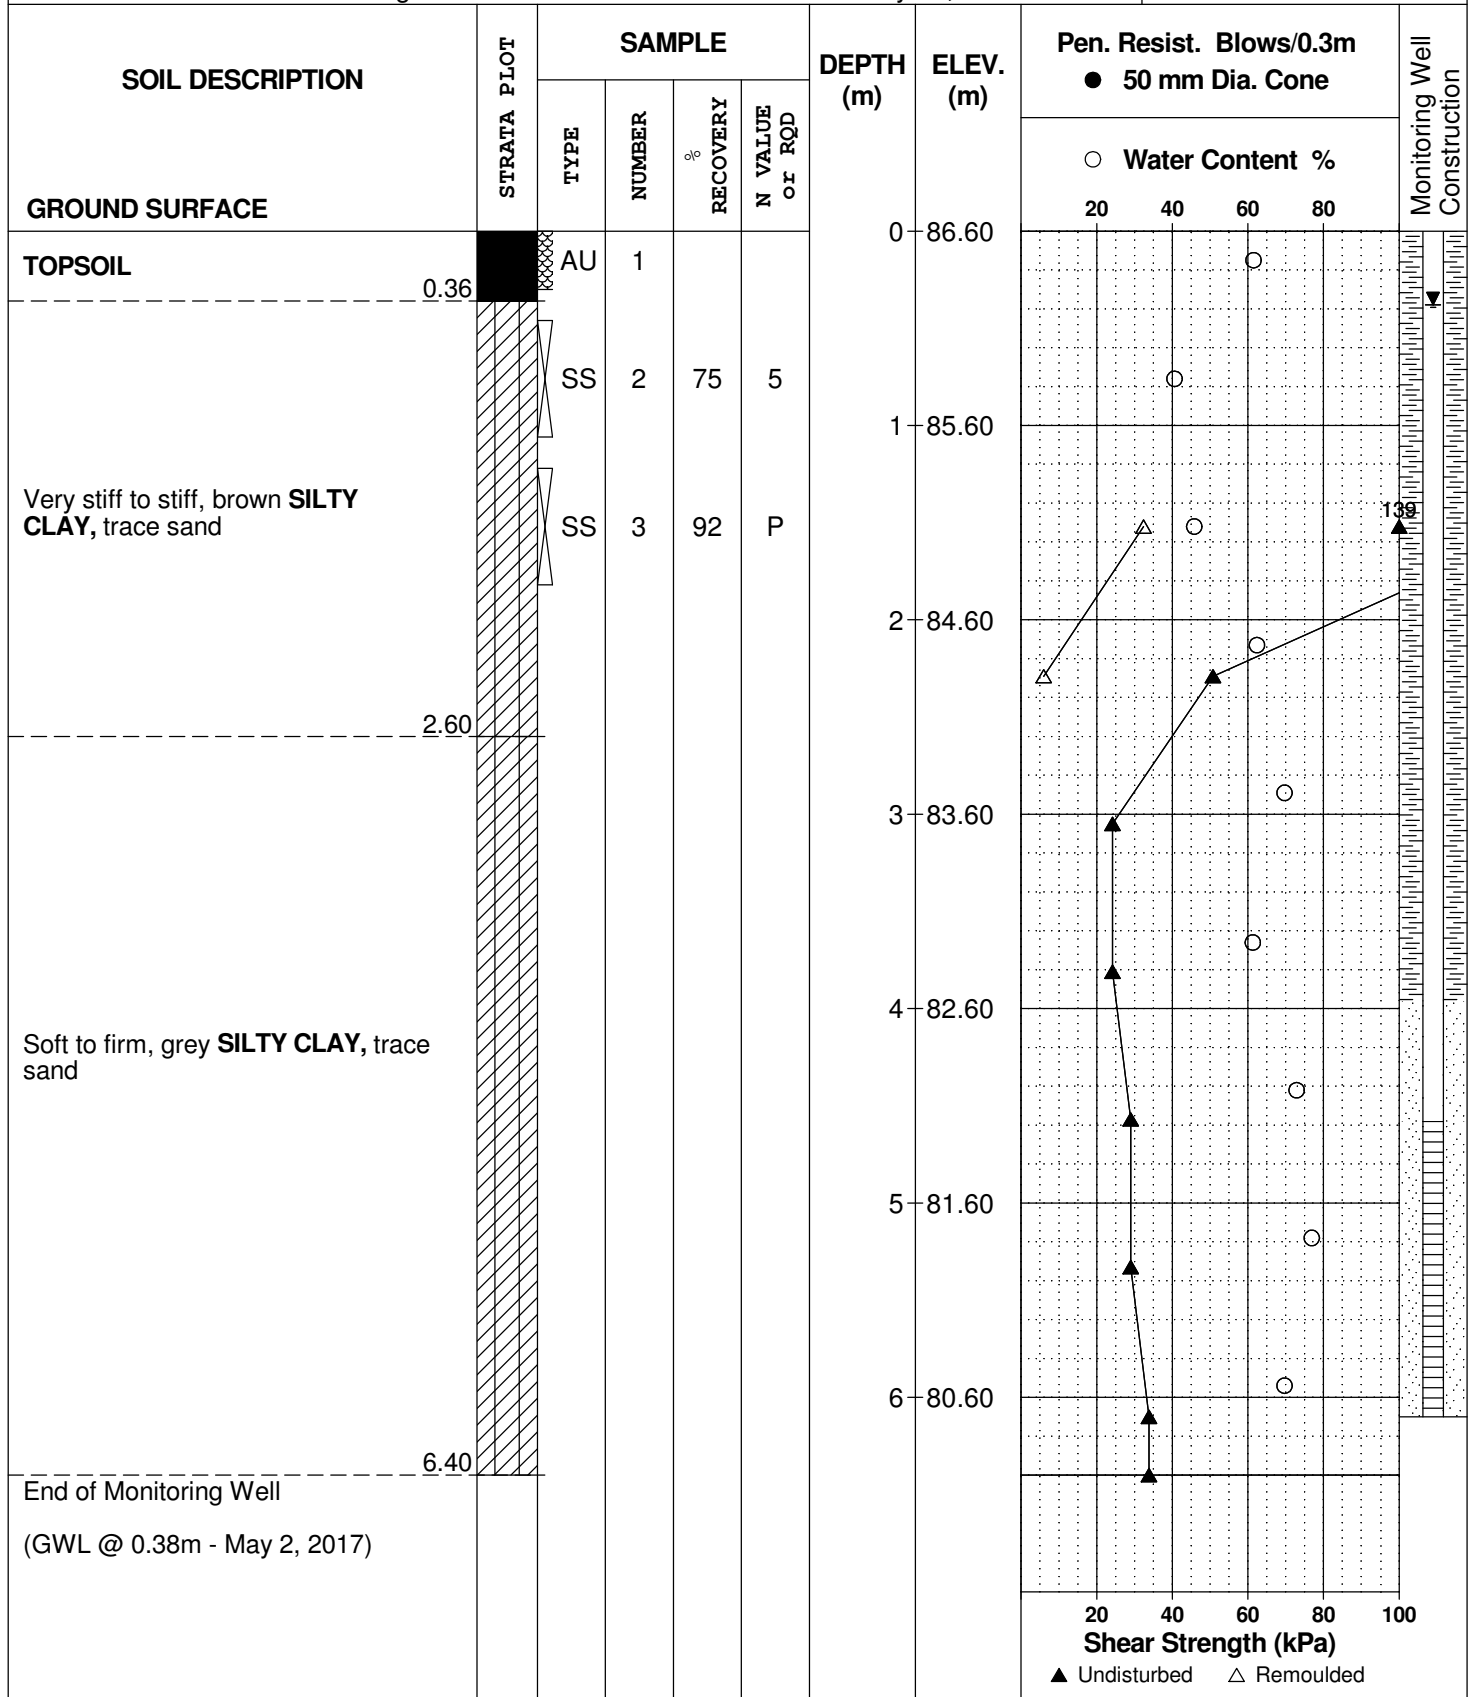 SOIL DESCRIPTION
GROUND SURFACE
STRATA PLOT
SAMPLE
TYPE
NUMBER
% RECOVERY
N VALUE or RQD
DEPTH (m)
ELEV. (m)
Pen. Resist. Blows/0.3m
● 50 mm Dia. Cone
○ Water Content %
20 40 60 80
Monitoring Well Construction
0 86.60
TOPSOIL
AU 1
0.36
SS 2 75 5
1 85.60
Very stiff to stiff, brown SILTY
CLAY, trace sand
139
SS 3 92 P
2 84.60
2.60
3 83.60
4 82.60
Soft to firm, grey SILTY CLAY, trace
sand
5 81.60
6 80.60
6.40
End of Monitoring Well
(GWL @ 0.38m - May 2, 2017)
20 40 60 80 100
Shear Strength (kPa)
▲ Undisturbed △ Remoulded